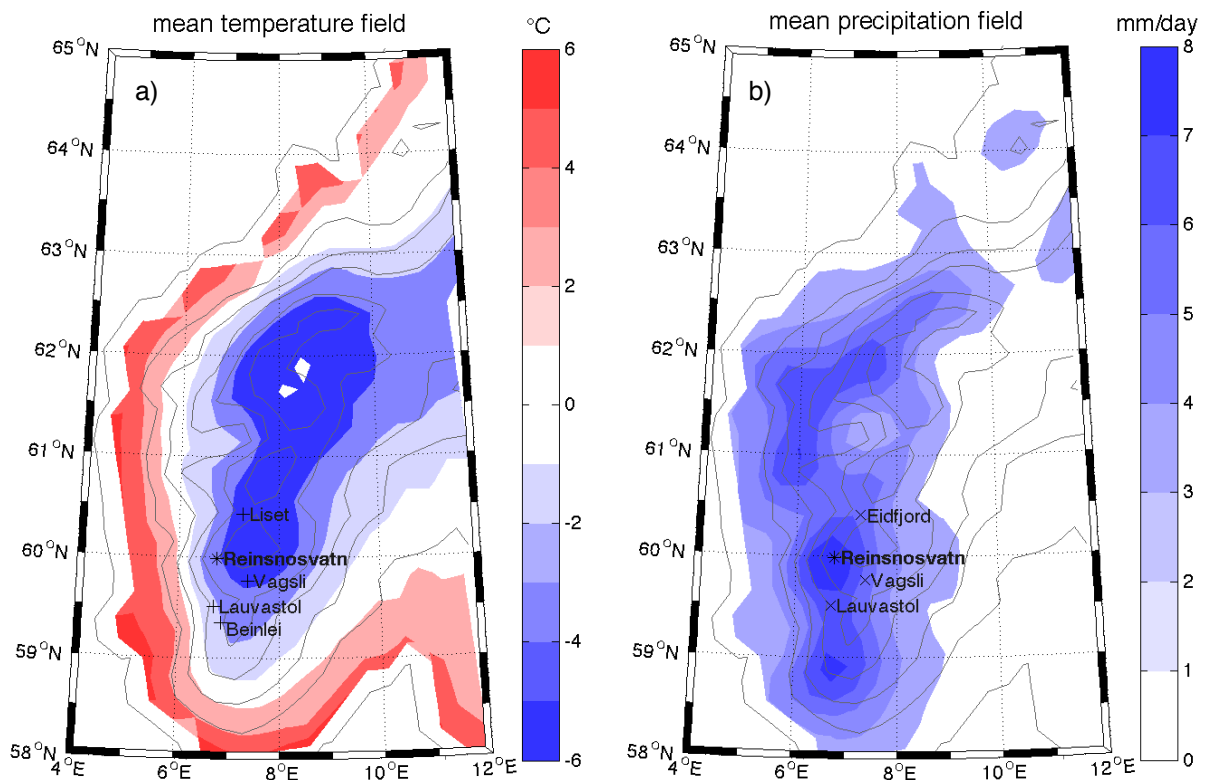 mean temperature field
°C
a)
65°N
64°N
63°N
62°N
61°N
60°N
59°N
58°N
4°E
6°E
8°E
10°E
12°E
Liset
Reinsnosvatn
Vagsli
Lauvastol
Beinlei
6
4
2
0
-2
-4
-6
mean precipitation field
mm/day
b)
65°N
64°N
63°N
62°N
61°N
60°N
59°N
58°N
4°E
6°E
8°E
10°E
12°E
Eidfjord
Reinsnosvatn
Vagsli
Lauvastol
8
7
6
5
4
3
2
1
0